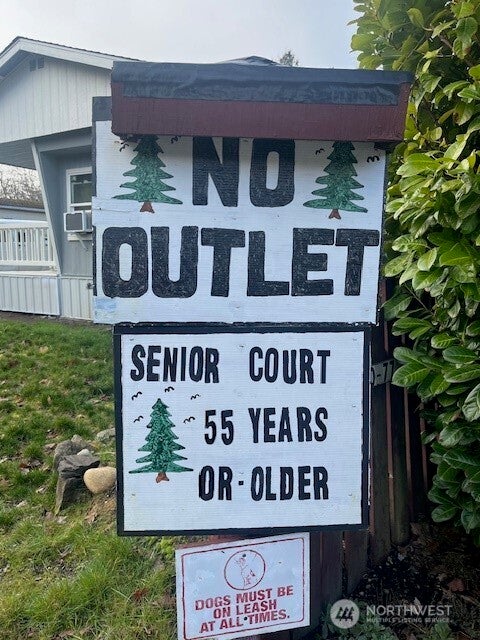 NO
OUTLET
SENIOR COURT
55 YEARS
OR-OLDER
DOGS MUST BE
ON LEASH
AT ALL TIMES.
NORTHWEST
MULTIPLE LISTING SERVICE